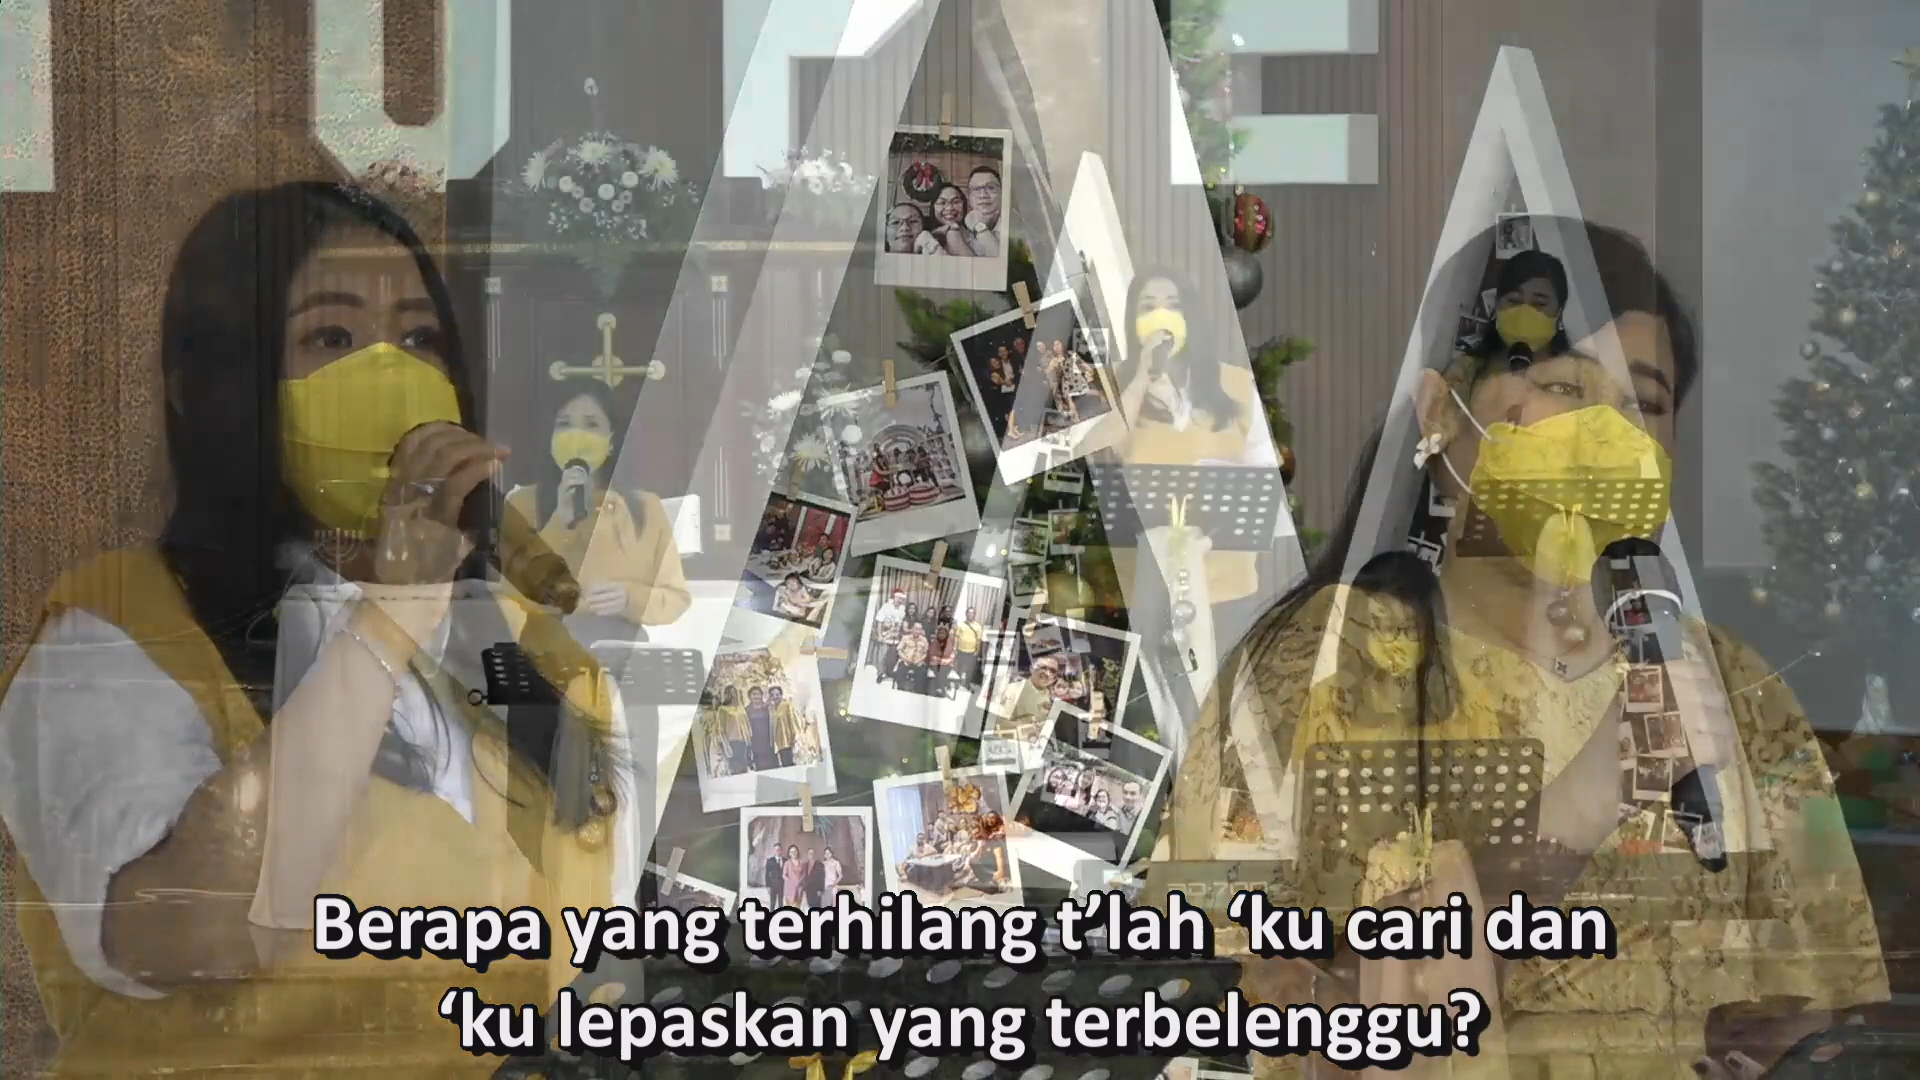 Berapa yang terhilang t’lah ‘ku cari dan
‘ku lepaskan yang terbelenggu?